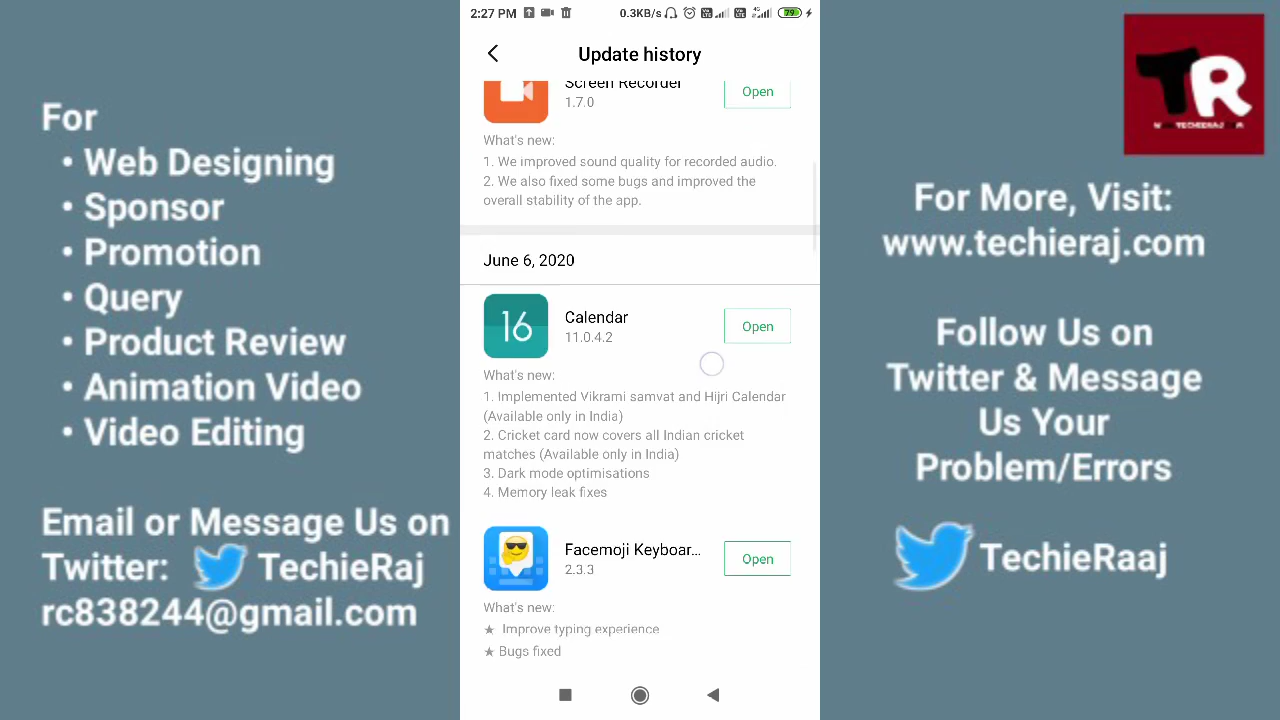 For
• Web Designing
• Sponsor
• Promotion
• Query
• Product Review
• Animation Video
• Video Editing
Email or Message Us on
Twitter: TechieRaj
rc838244@gmail.com
2:27 PM
0.3KB/s
4G
79
Update history
Screen Recorder
1.7.0
Open
What's new:
1. We improved sound quality for recorded audio.
2. We also fixed some bugs and improved the
overall stability of the app.
June 6, 2020
16
Calendar
11.0.4.2
Open
What's new:
1. Implemented Vikrami samvat and Hijri Calendar
(Available only in India)
2. Cricket card now covers all Indian cricket
matches (Available only in India)
3. Dark mode optimisations
4. Memory leak fixes
Facemoji Keyboar...
2.3.3
Open
What's new:
★ Improve typing experience
★ Bugs fixed
TR
For More, Visit:
www.techieraj.com
Follow Us on
Twitter & Message
Us Your
Problem/Errors
TechieRaaj